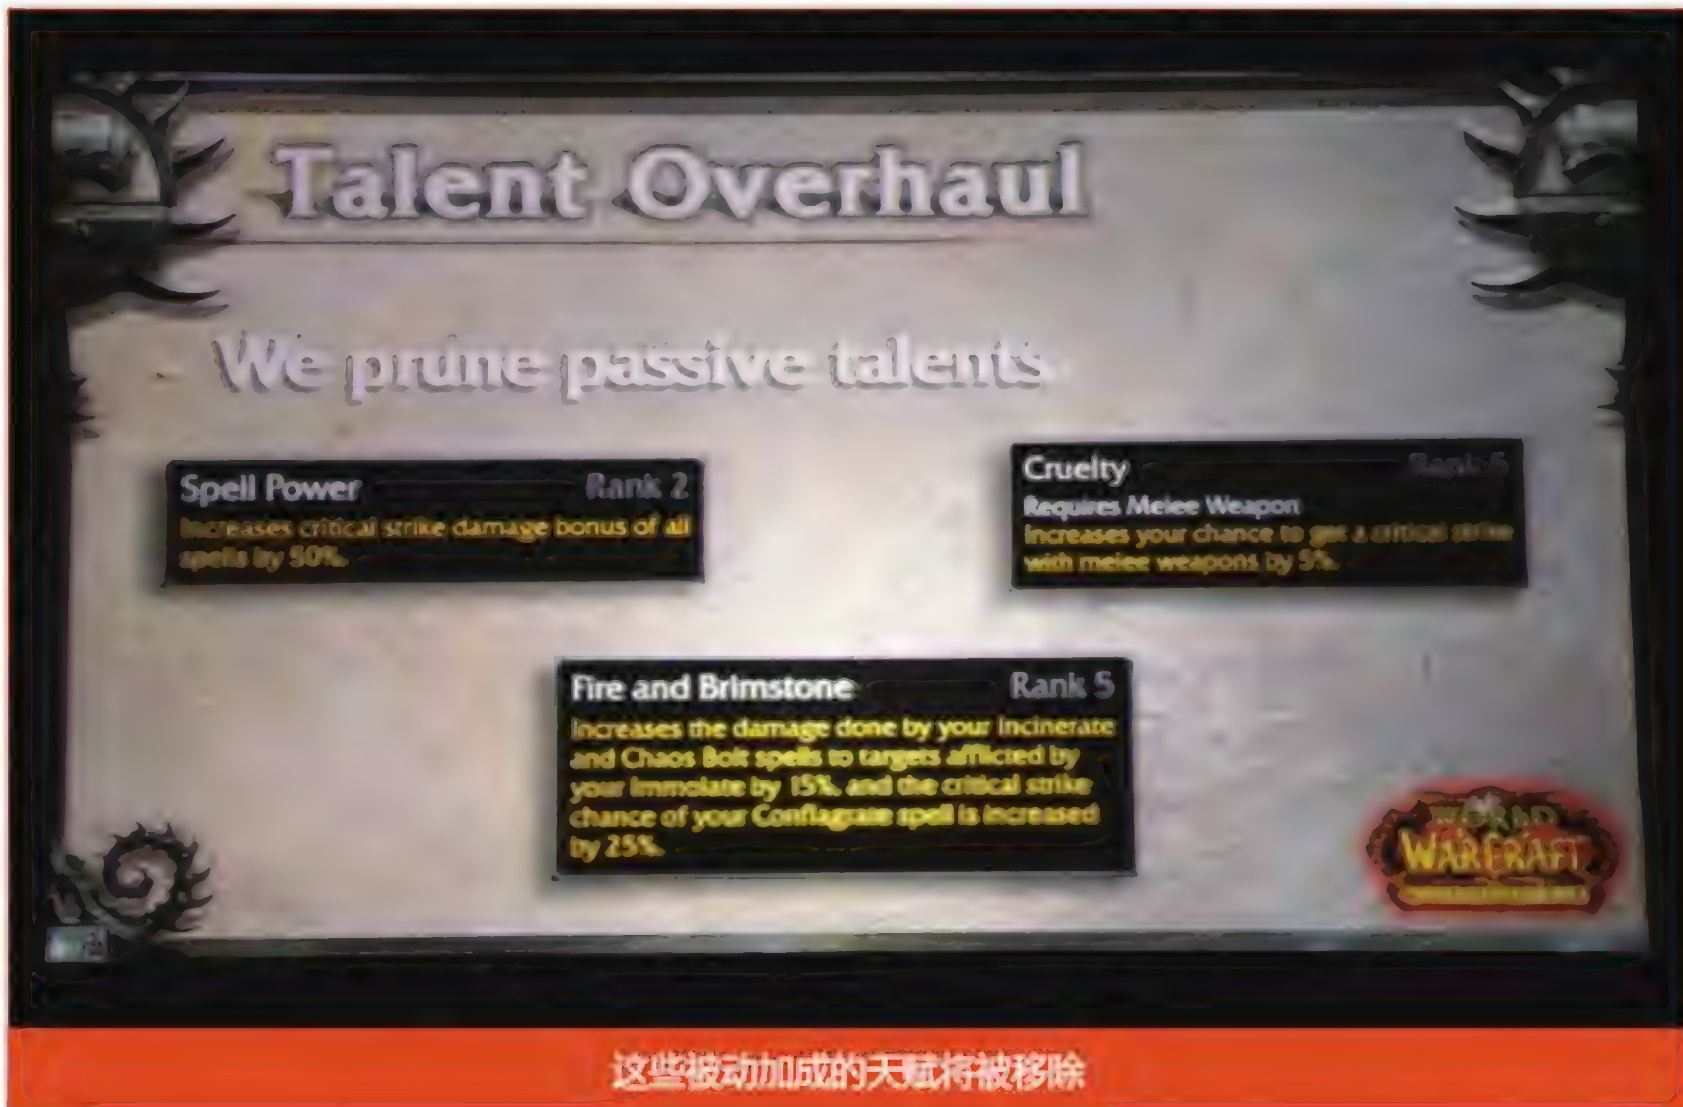 Talent Overhaul
We prune passive talents
Spell Power Rank 2
Increases critical strike damage bonus of all
spells by 50%.
Cruelty Rank 5
Requires Melee Weapon
Increases your chance to get a critical strike
with melee weapons by 5%.
Fire and Brimstone Rank 5
Increases the damage done by your Incinerate
and Chaos Bolt spells to targets afflicted by
your Immolate by 15%, and the critical strike
chance of your Conflagrate spell is increased
by 25%.
WORLD
WARCRAFT
这些被动加成的天赋将被移除